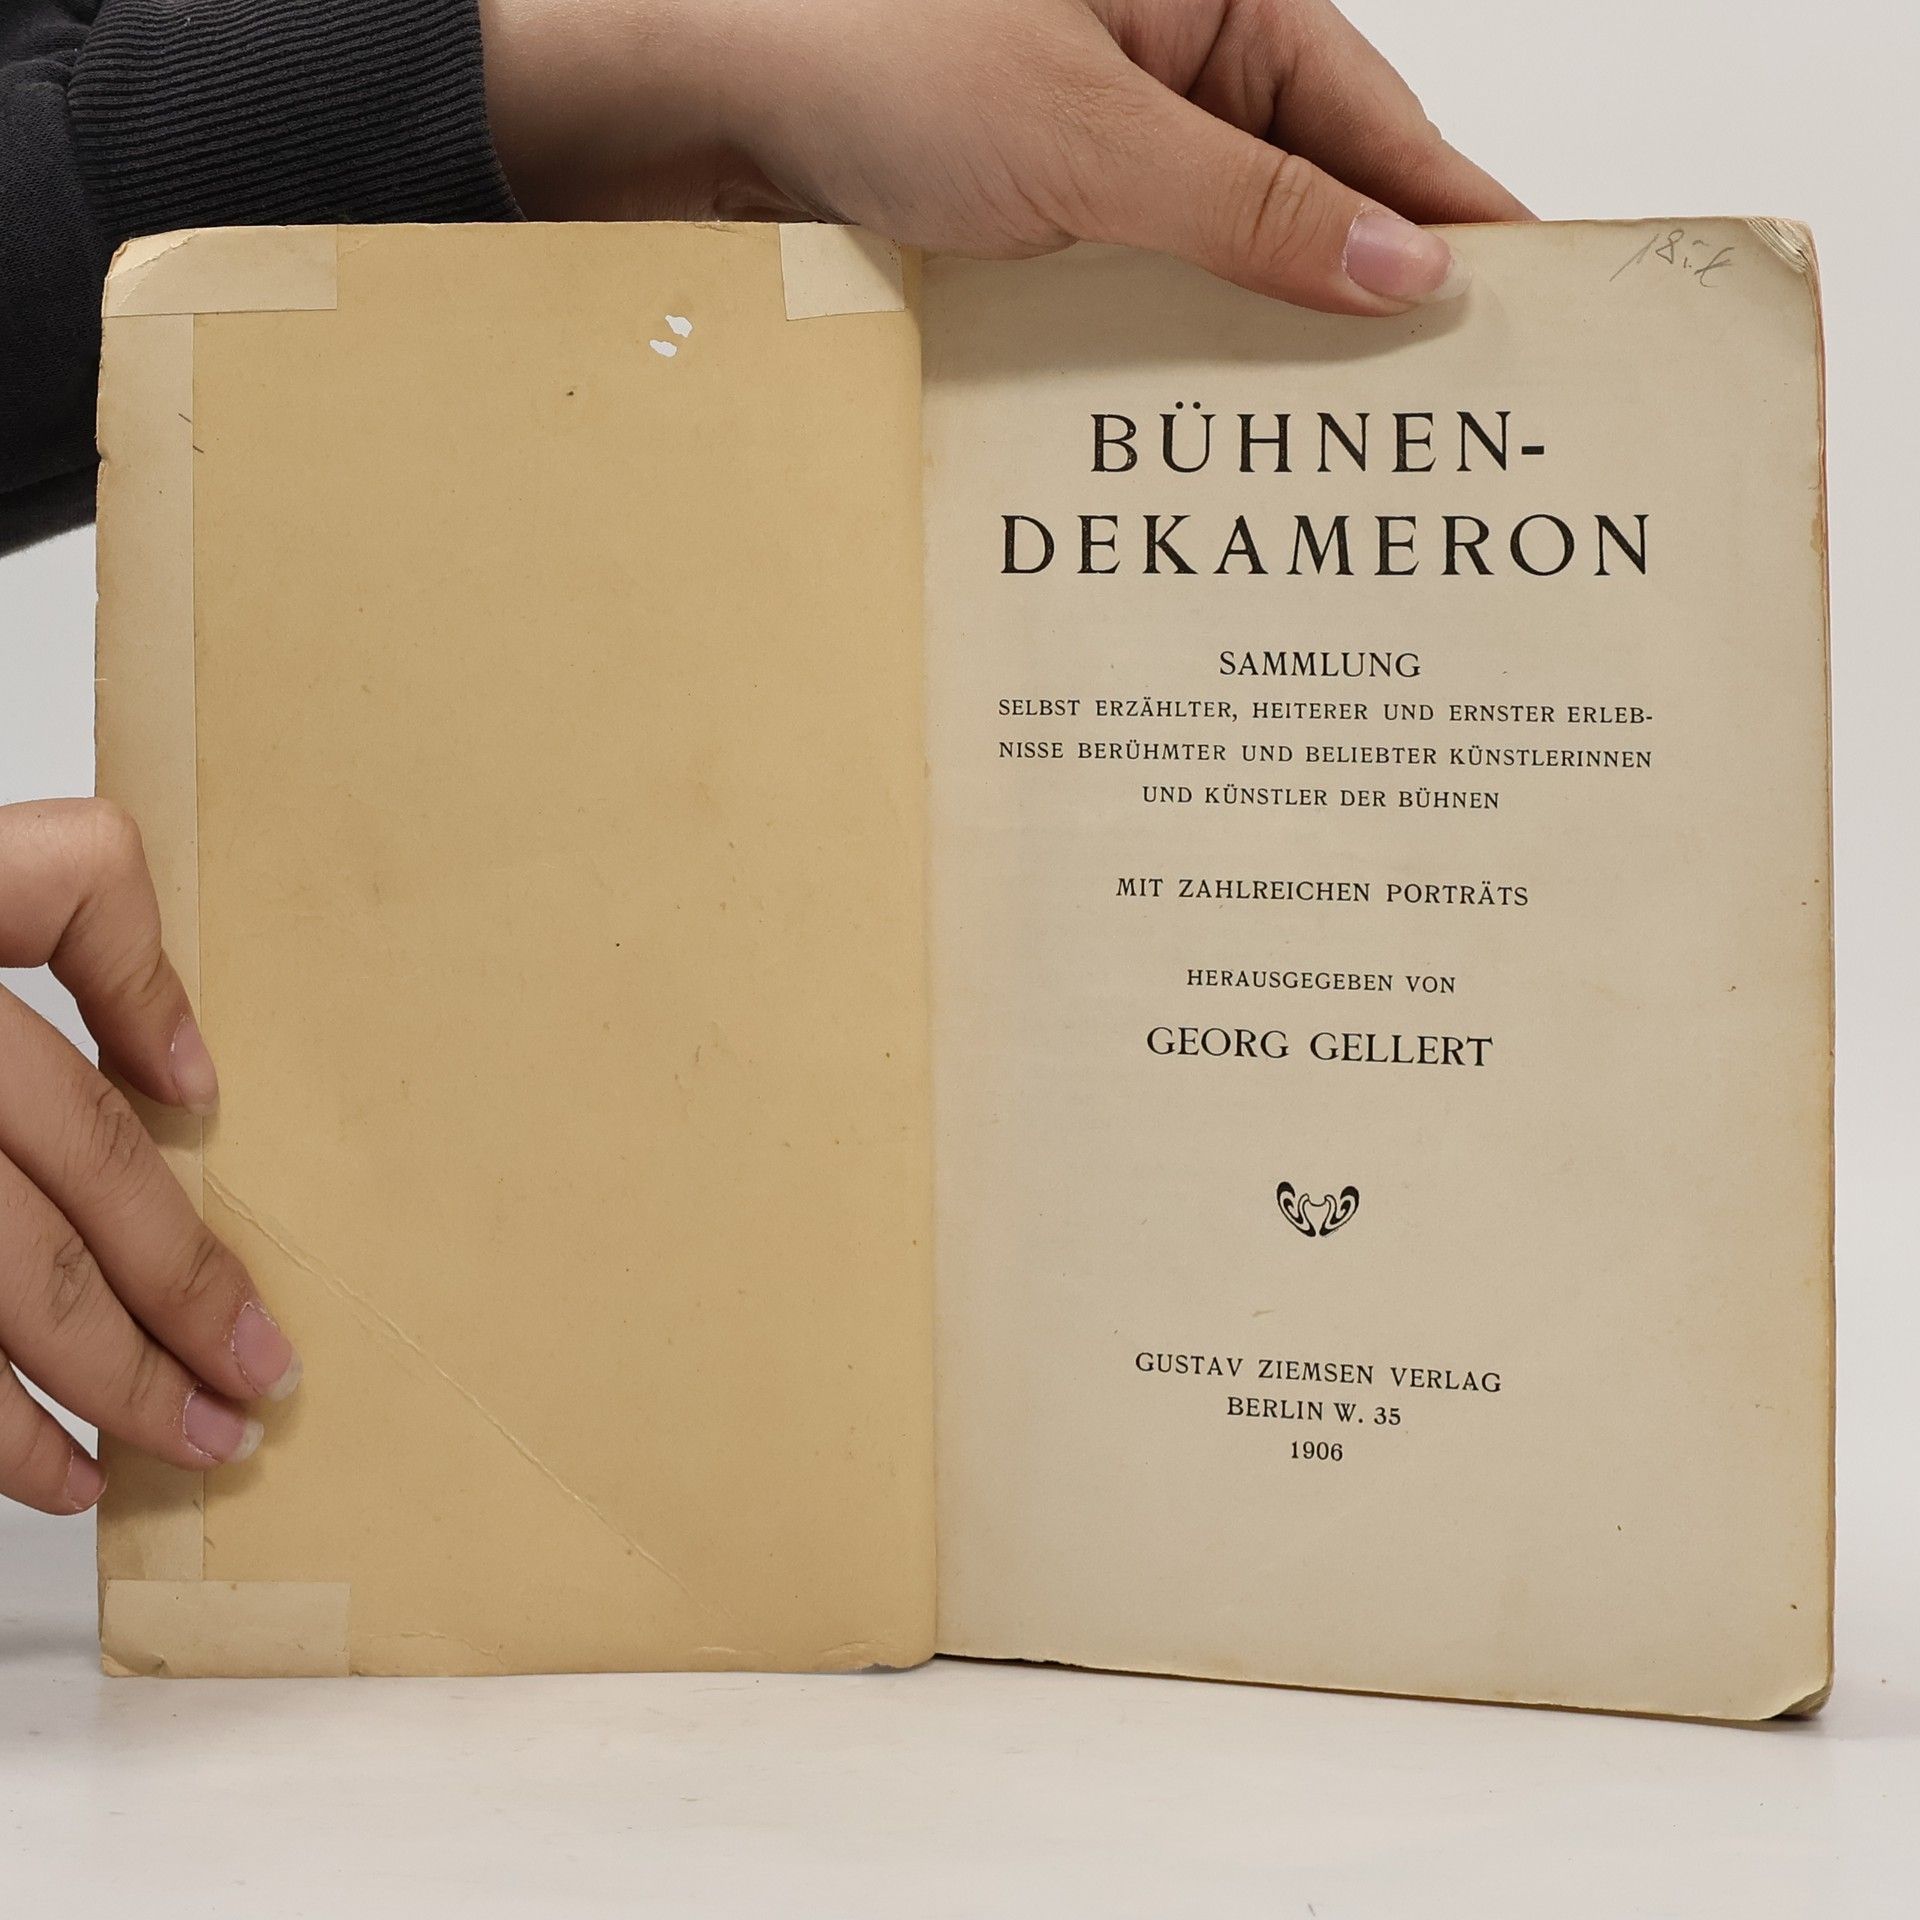 BÜHNEN-
DEKAMERON
SAMMLUNG
SELBST ERZÄHLTER, HEITERER UND ERNSTER ERLEB-
NISSE BERÜHMTER UND BELIEBTER KÜNSTLERINNEN
UND KÜNSTLER DER BÜHNEN
MIT ZAHLREICHEN PORTRÄTS
HERAUSGEGEBEN VON
GEORG GELLERT
GUSTAV ZIEMSEN VERLAG
BERLIN W. 35
1906